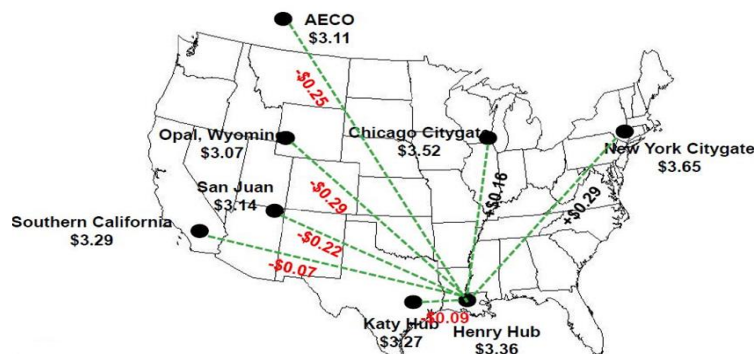 AECO
$3.11
-$0.25
Opal, Wyoming
$3.07
Chicago Citygate
$3.52
New York Citygate
$3.65
-$0.29
+$0.16
+$0.29
San Juan
$3.14
Southern California
$3.29
-$0.22
-$0.07
Katy Hub
$3.27
-$0.09
Henry Hub
$3.36